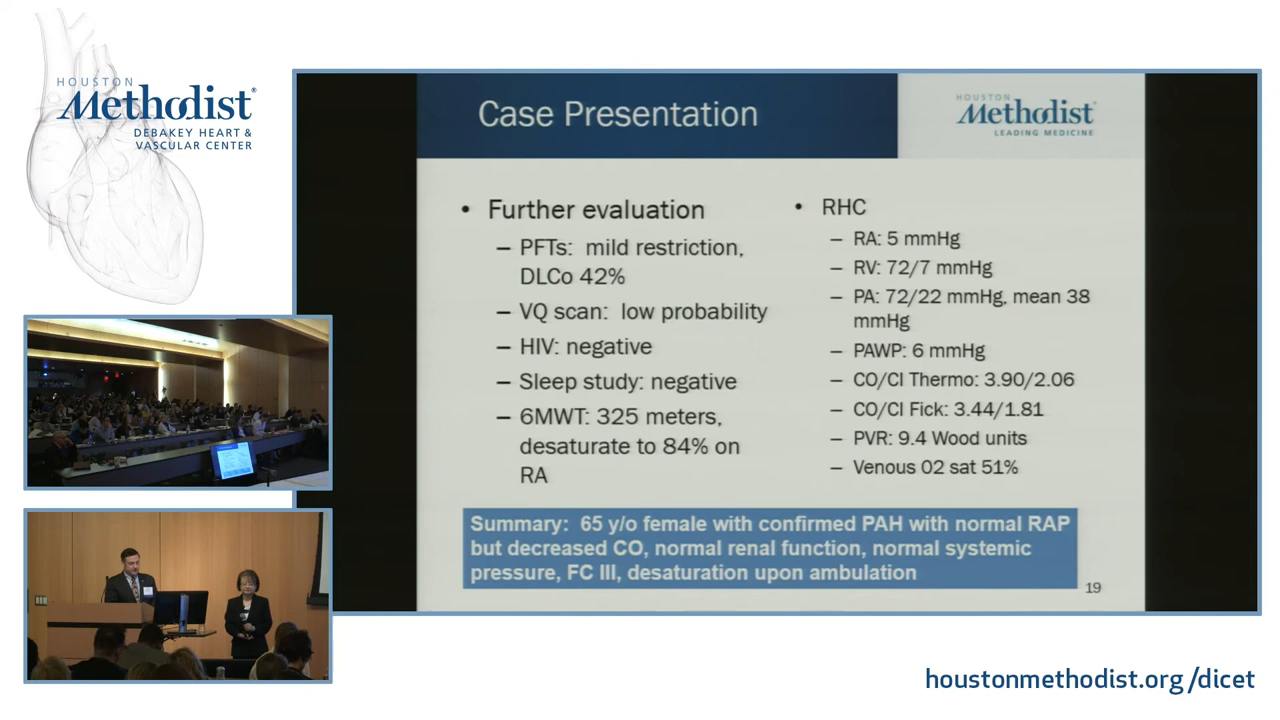 HOUSTON
Methodist®
DEBAKEY HEART &
VASCULAR CENTER
Case Presentation
HOUSTON
Methodist®
LEADING MEDICINE
• Further evaluation
– PFTs: mild restriction,
DLCo 42%
– VQ scan: low probability
– HIV: negative
– Sleep study: negative
– 6MWT: 325 meters,
desaturate to 84% on
RA
• RHC
– RA: 5 mmHg
– RV: 72/7 mmHg
– PA: 72/22 mmHg, mean 38
mmHg
– PAWP: 6 mmHg
– CO/CI Thermo: 3.90/2.06
– CO/CI Fick: 3.44/1.81
– PVR: 9.4 Wood units
– Venous 02 sat 51%
Summary: 65 y/o female with confirmed PAH with normal RAP
but decreased CO, normal renal function, normal systemic
pressure, FC III, desaturation upon ambulation
19
houstonmethodist.org/dicet